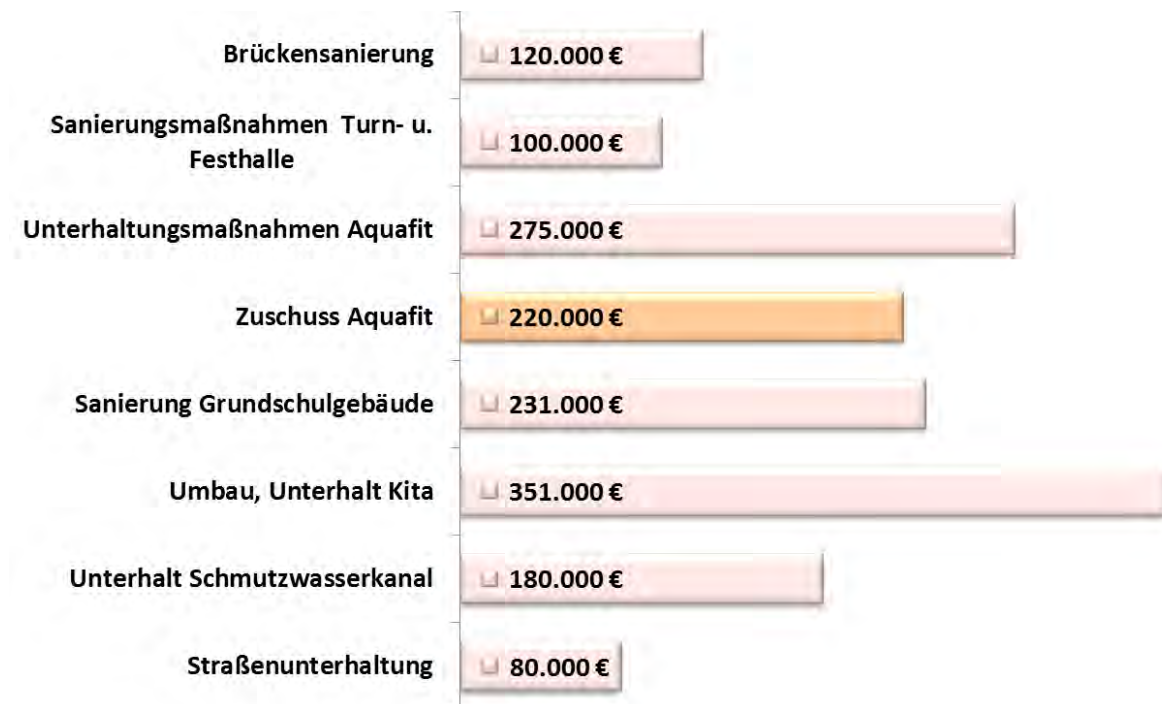 Brückensanierung 120.000 €
Sanierungsmaßnahmen Turn- u.
Festhalle 100.000 €
Unterhaltungsmaßnahmen Aquafit 275.000 €
Zuschuss Aquafit 220.000 €
Sanierung Grundschulgebäude 231.000 €
Umbau, Unterhalt Kita 351.000 €
Unterhalt Schmutzwasserkanal 180.000 €
Straßenunterhaltung 80.000 €